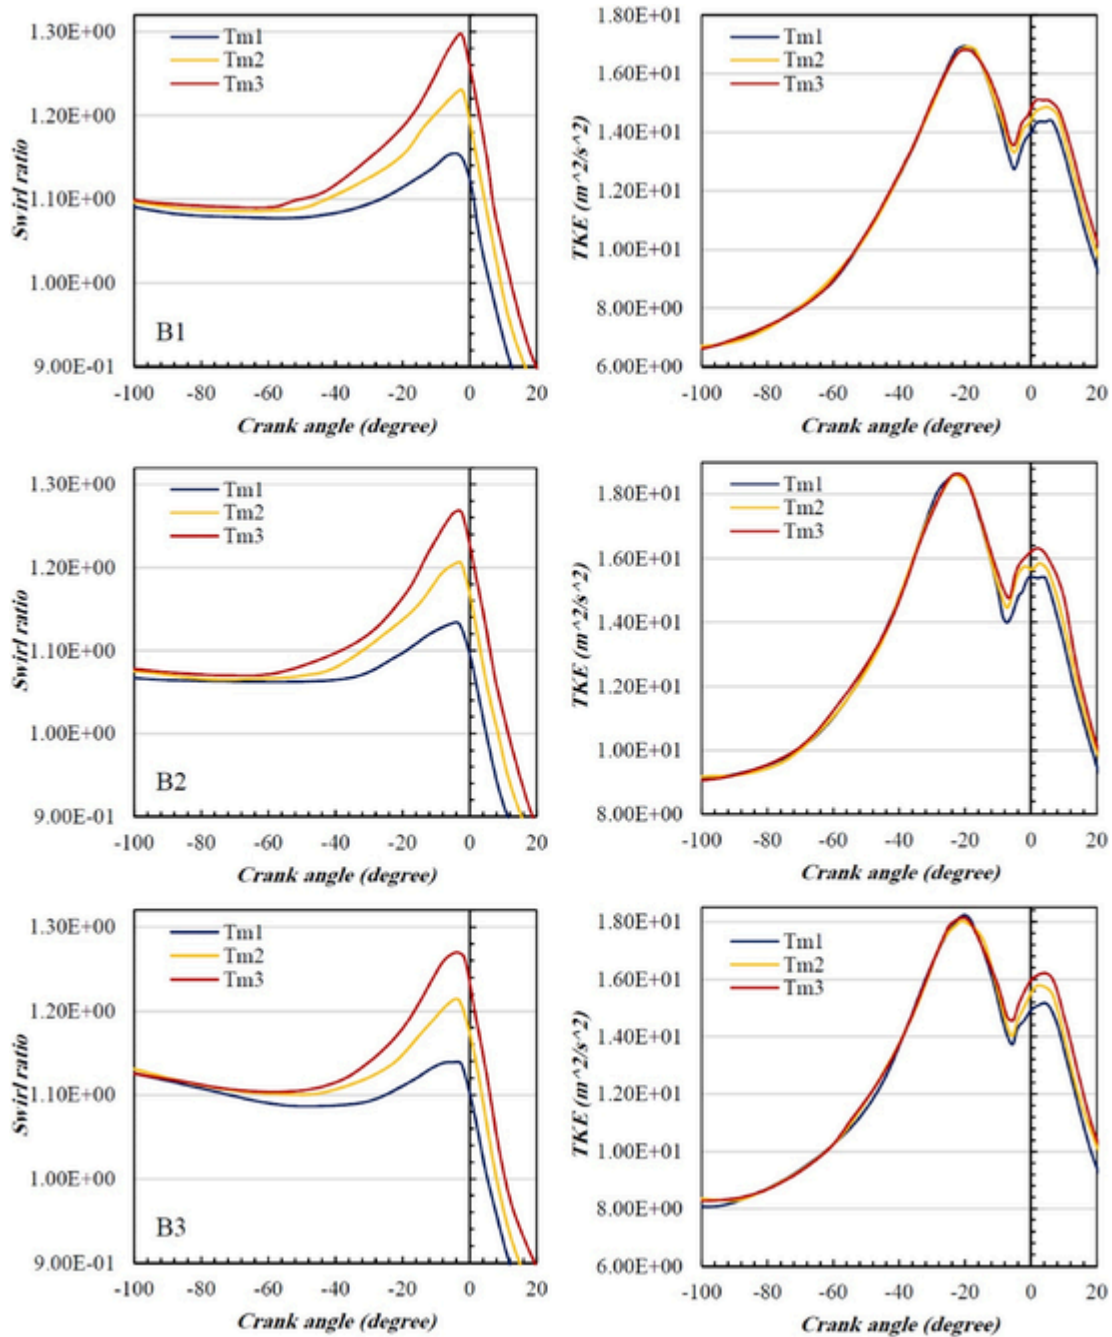 1.30E+00
1.20E+00
1.10E+00
1.00E+00
9.00E-01
Swirl ratio
Tm1
Tm2
Tm3
B1
-100 -80 -60 -40 -20 0 20
Crank angle (degree)
1.80E+01
1.60E+01
1.40E+01
1.20E+01
1.00E+01
8.00E+00
6.00E+00
TKE (m^2/s^2)
Tm1
Tm2
Tm3
-100 -80 -60 -40 -20 0 20
Crank angle (degree)
1.30E+00
1.20E+00
1.10E+00
1.00E+00
9.00E-01
Swirl ratio
Tm1
Tm2
Tm3
B2
-100 -80 -60 -40 -20 0 20
Crank angle (degree)
1.80E+01
1.60E+01
1.40E+01
1.20E+01
1.00E+01
8.00E+00
TKE (m^2/s^2)
Tm1
Tm2
Tm3
-100 -80 -60 -40 -20 0 20
Crank angle (degree)
1.30E+00
1.20E+00
1.10E+00
1.00E+00
9.00E-01
Swirl ratio
Tm1
Tm2
Tm3
B3
-100 -80 -60 -40 -20 0 20
Crank angle (degree)
1.80E+01
1.60E+01
1.40E+01
1.20E+01
1.00E+01
8.00E+00
6.00E+00
TKE (m^2/s^2)
Tm1
Tm2
Tm3
-100 -80 -60 -40 -20 0 20
Crank angle (degree)